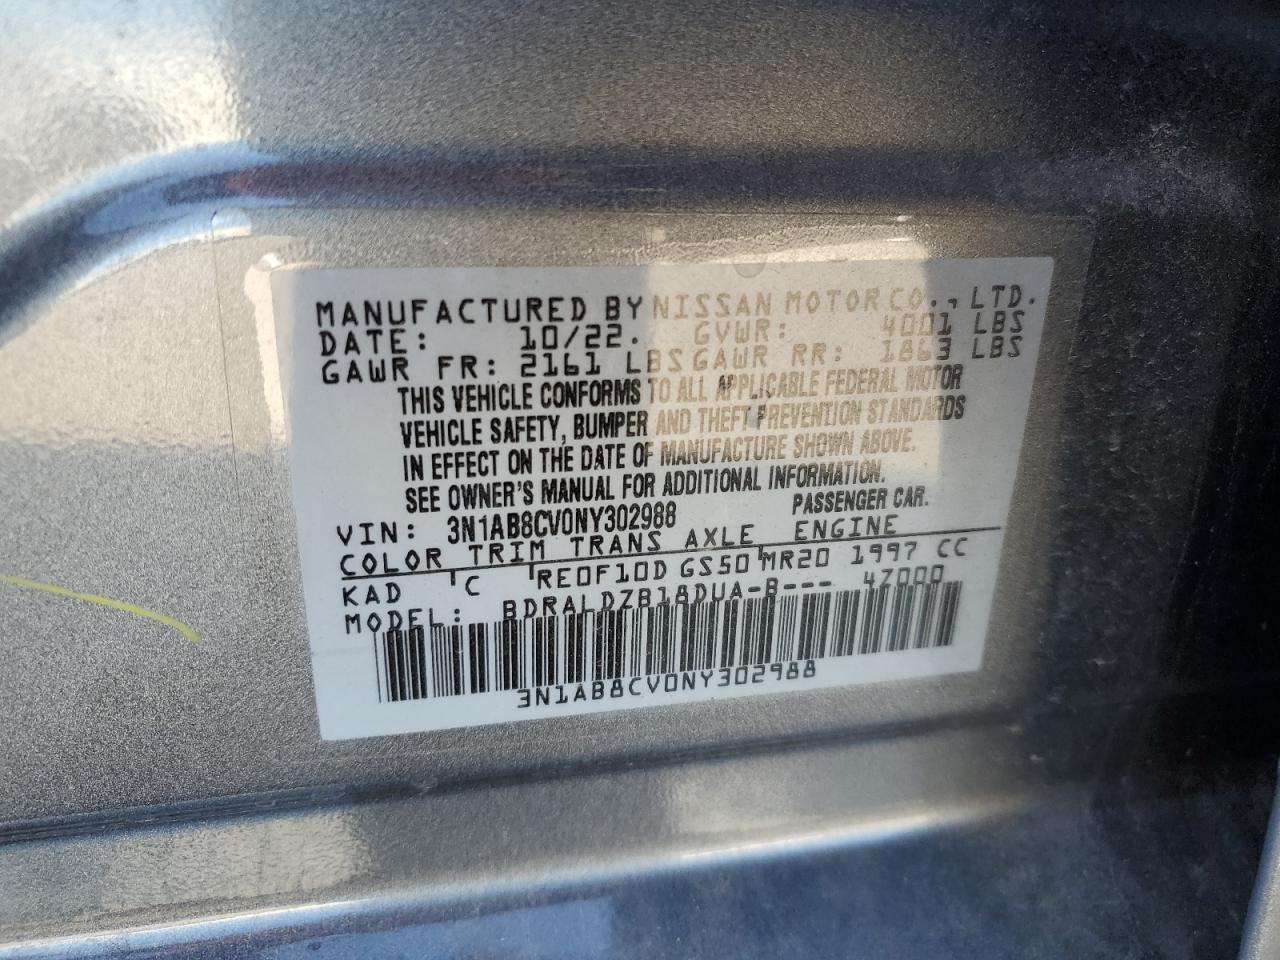 MANUFACTURED BY NISSAN MOTOR CO., LTD.
DATE: 10/22. GVWR: 4001 LBS
GAWR FR: 2161 LBS GAWR RR: 1863 LBS
THIS VEHICLE CONFORMS TO ALL APPLICABLE FEDERAL MOTOR
VEHICLE SAFETY, BUMPER AND THEFT PREVENTION STANDARDS
IN EFFECT ON THE DATE OF MANUFACTURE SHOWN ABOVE.
SEE OWNER'S MANUAL FOR ADDITIONAL INFORMATION.
VIN: 3N1AB8CV0NY302988 PASSENGER CAR.
COLOR TRIM TRANS AXLE ENGINE
KAD C RE0F10D GS50 MR20 1997 CC
MODEL: BDRALDZB18DUA-B--- 4Z000
3N1AB8CV0NY302988